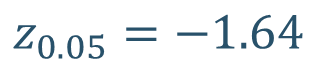 z₀.₀₅ = −1.64